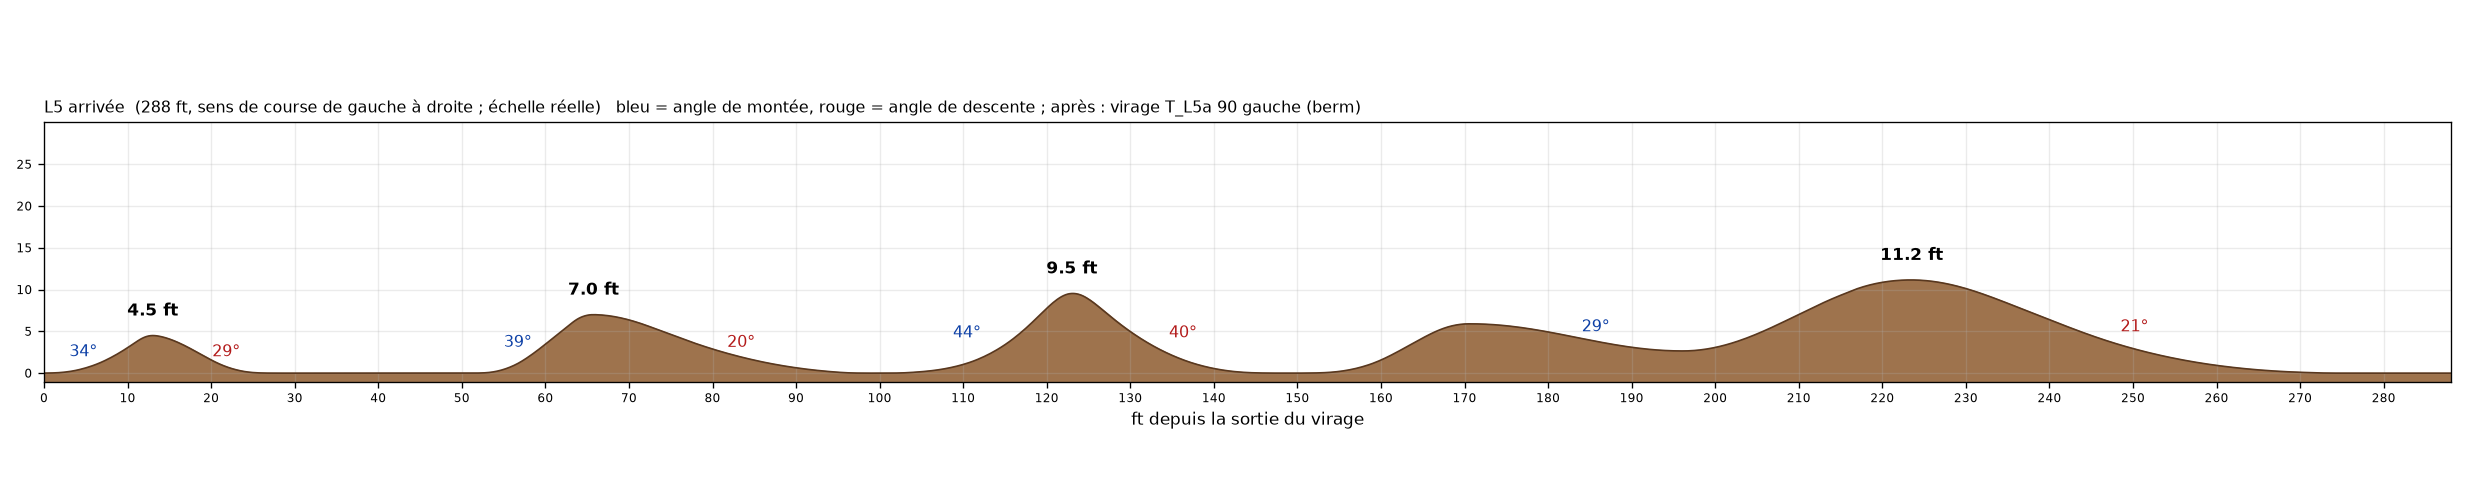 L5 arrivée  (288 ft, sens de course de gauche à droite ; échelle réelle)   bleu = angle de montée, rouge = angle de descente ; après : virage T_L5a 90 gauche (berm)
25
20
15
10
5
0
4.5 ft
34°
29°
7.0 ft
39°
20°
9.5 ft
44°
40°
29°
11.2 ft
21°
0 10 20 30 40 50 60 70 80 90 100 110 120 130 140 150 160 170 180 190 200 210 220 230 240 250 260 270 280
ft depuis la sortie du virage